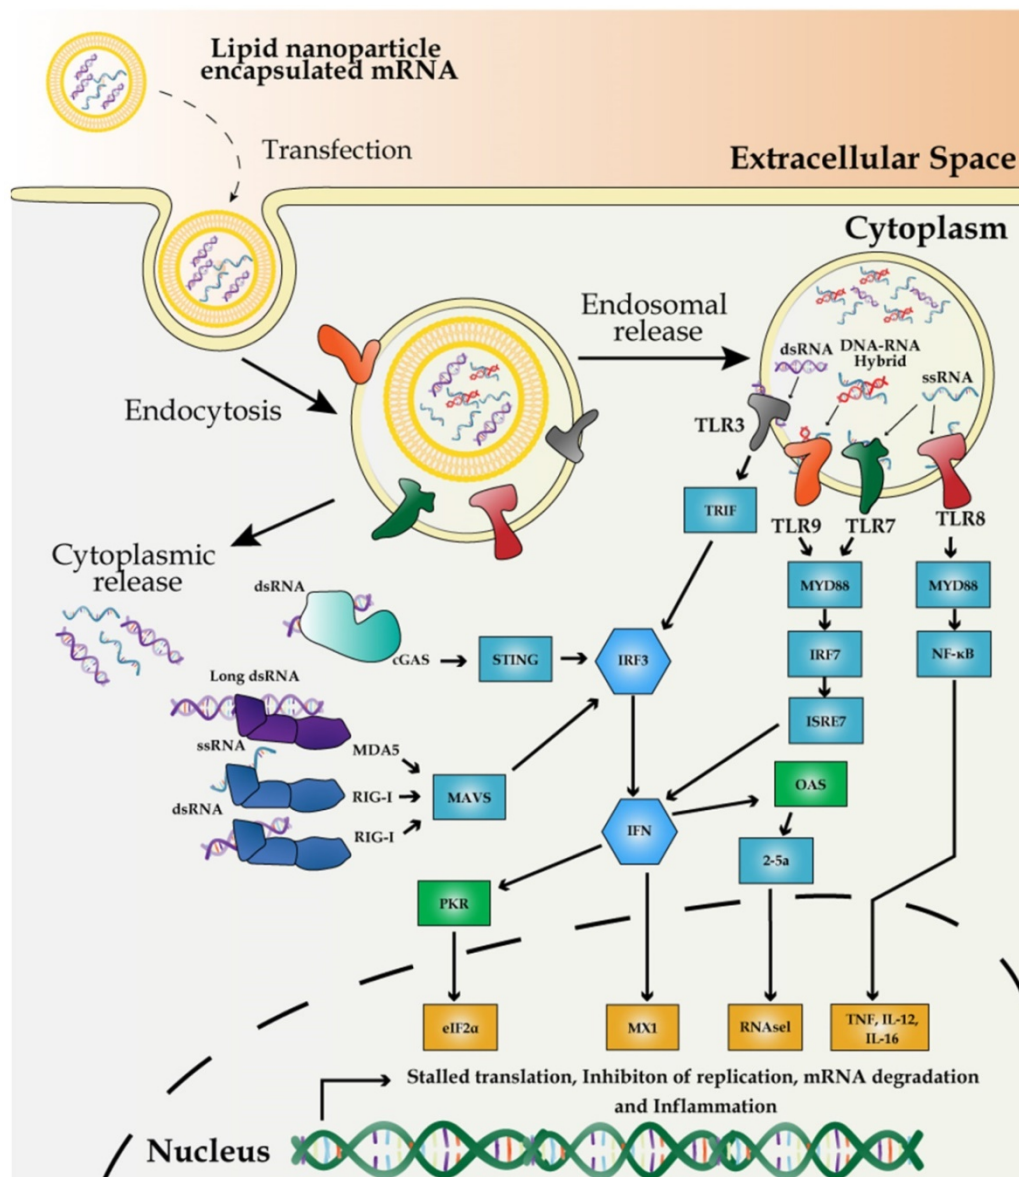 Lipid nanoparticle
encapsulated mRNA
Transfection
Extracellular Space
Cytoplasm
Endosomal
release
dsRNA
DNA-RNA
Hybrid
ssRNA
Endocytosis
TLR3
TRIF
TLR9
TLR7
TLR8
Cytoplasmic
release
dsRNA
MYD88
MYD88
cGAS
STING
IRF3
IRF7
NF-κB
Long dsRNA
ISRE7
ssRNA
MDA5
OAS
dsRNA
RIG-I
MAVS
RIG-I
IFN
2-5a
PKR
eIF2α
MX1
RNAsel
TNF, IL-12,
IL-16
Stalled translation, Inhibiton of replication, mRNA degradation
and Inflammation
Nucleus